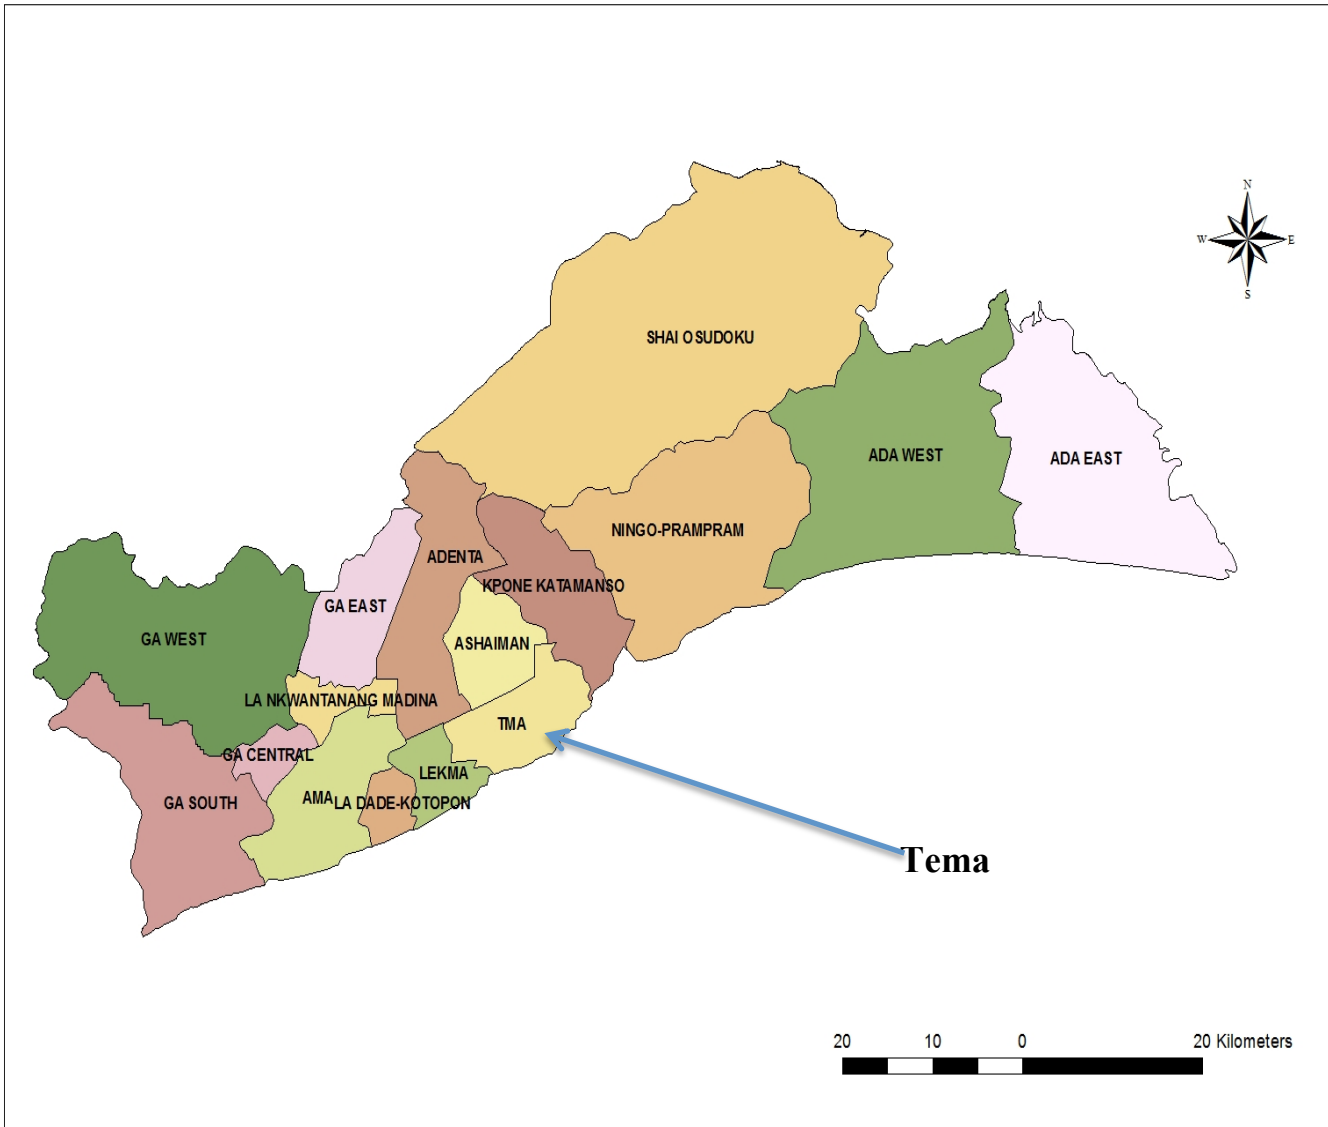 N
W E
S
SHAI OSUDOKU
ADA WEST
ADA EAST
NINGO-PRAMPRAM
ADENTA
KPONE KATAMANSO
GA EAST
GA WEST
ASHAIMAN
LA NKWANTANANG MADINA
TMA
GA CENTRAL
LEKMA
GA SOUTH
AMA
LA DADE-KOTOPON
Tema
20 10 0 20 Kilometers